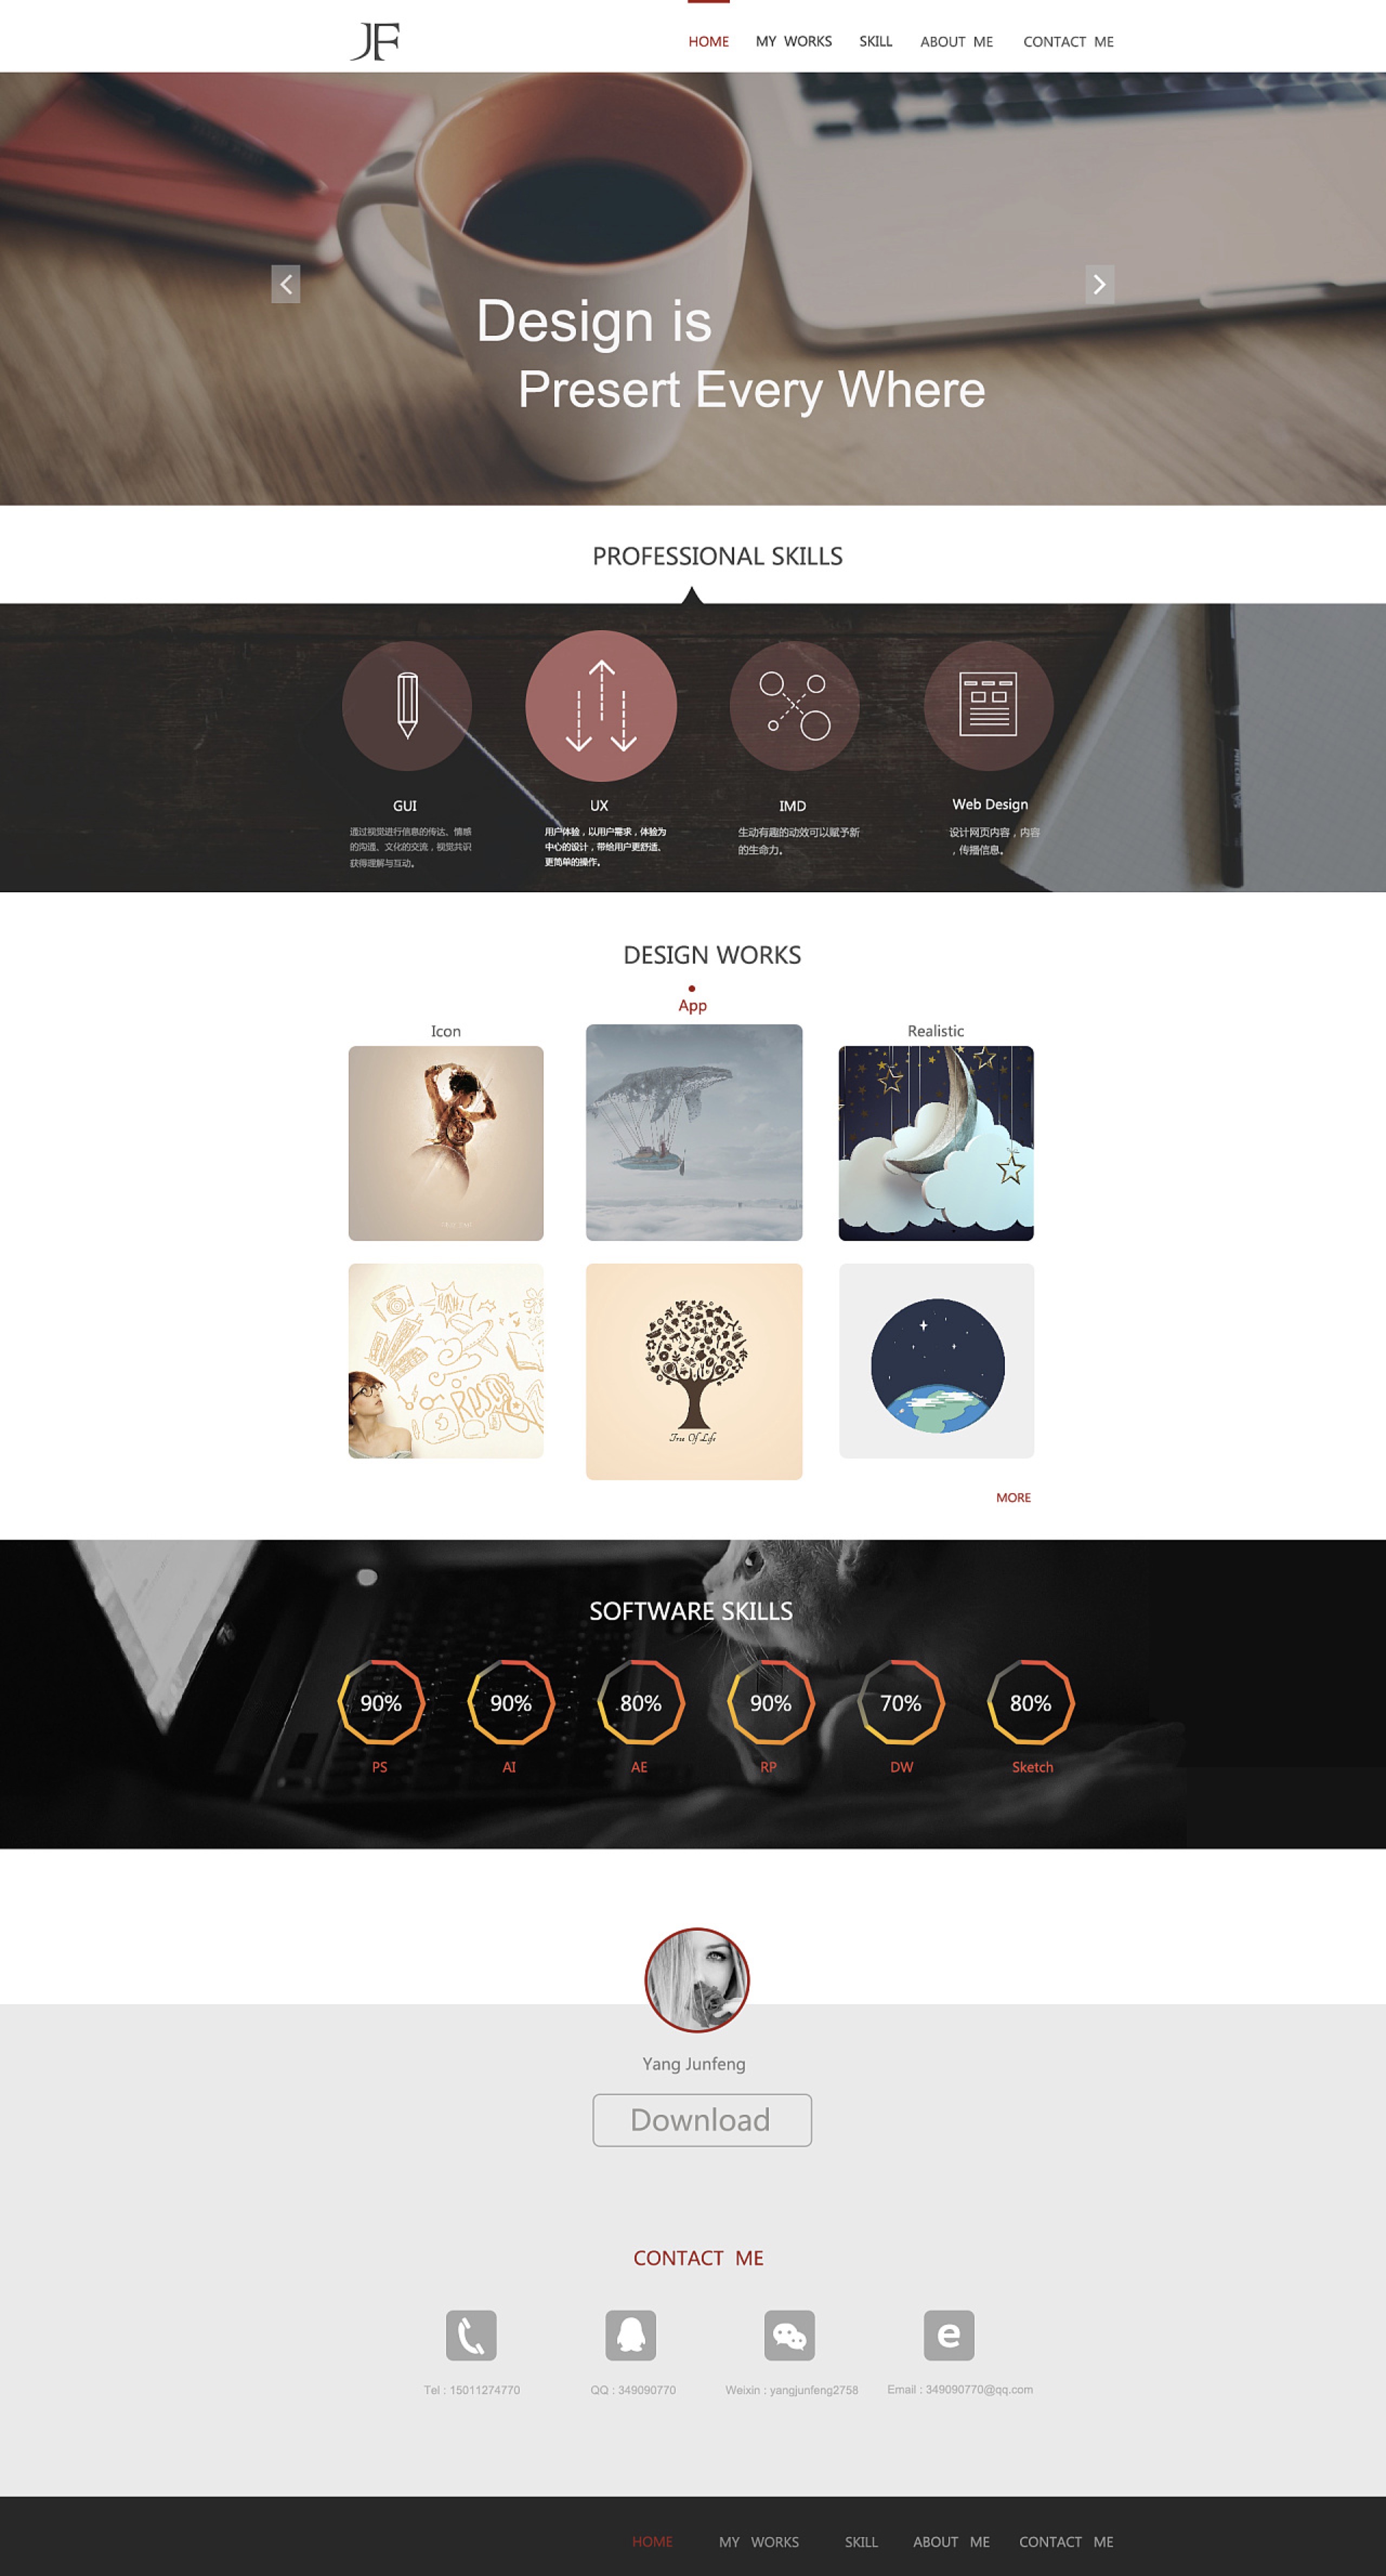 JF
HOME MY WORKS SKILL ABOUT ME CONTACT ME
Design is
Presert Every Where
PROFESSIONAL SKILLS
GUI
通过视觉进行信息的传达、情感
的沟通、文化的交流，视觉共识
获得理解与互动。
UX
用户体验，以用户需求，体验为
中心的设计，带给用户更舒适、
更简单的操作。
IMD
生动有趣的动效可以赋予新
的生命力。
Web Design
设计网页内容，内容
，传播信息。
DESIGN WORKS
App
Icon
Realistic
Tree Of Life
MORE
SOFTWARE SKILLS
90% 90% 80% 90% 70% 80%
PS AI AE RP DW Sketch
Yang Junfeng
Download
CONTACT ME
Tel : 15011274770
QQ : 349090770
Weixin : yangjunfeng2758
Email : 349090770@qq.com
HOME MY WORKS SKILL ABOUT ME CONTACT ME